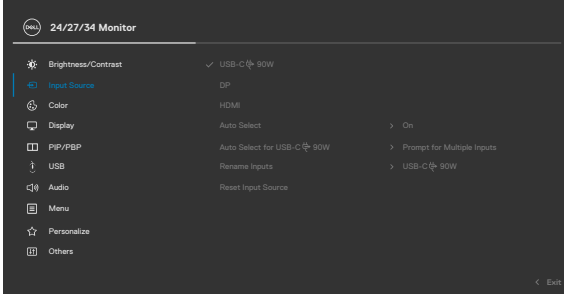 DELL 24/27/34 Monitor
Brightness/Contrast ✓ USB-C 90W
Input Source DP
Color HDMI
Display Auto Select > On
PIP/PBP Auto Select for USB-C 90W > Prompt for Multiple Inputs
USB Rename Inputs > USB-C 90W
Audio Reset Input Source
Menu
Personalize
Others
< Exit